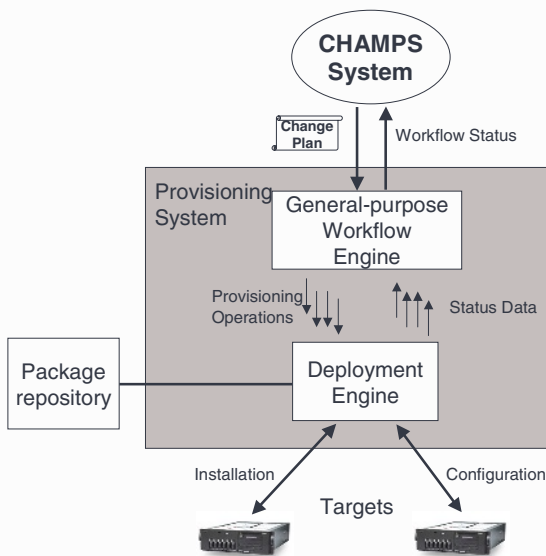 CHAMPS
System
Change
Plan
Workflow Status
Provisioning
System
General-purpose
Workflow
Engine
Provisioning
Operations
Status Data
Package
repository
Deployment
Engine
Installation
Configuration
Targets